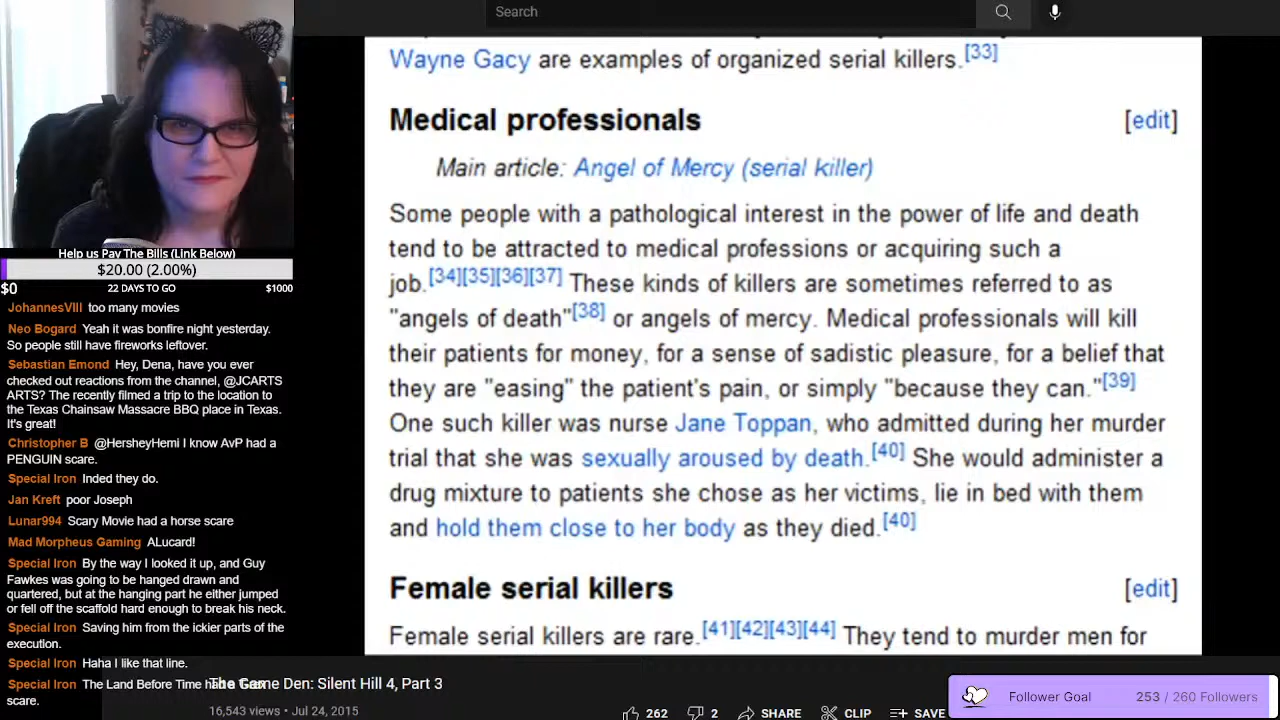 Search
Wayne Gacy are examples of organized serial killers.[33]
Medical professionals [edit]
Main article: Angel of Mercy (serial killer)
Some people with a pathological interest in the power of life and death
tend to be attracted to medical professions or acquiring such a
job.[34][35][36][37] These kinds of killers are sometimes referred to as
"angels of death"[38] or angels of mercy. Medical professionals will kill
their patients for money, for a sense of sadistic pleasure, for a belief that
they are "easing" the patient's pain, or simply "because they can."[39]
One such killer was nurse Jane Toppan, who admitted during her murder
trial that she was sexually aroused by death.[40] She would administer a
drug mixture to patients she chose as her victims, lie in bed with them
and hold them close to her body as they died.[40]
Female serial killers [edit]
Female serial killers are rare.[41][42][43][44] They tend to murder men for
Help us Pay The Bills (Link Below)
$20.00 (2.00%)
$0 22 DAYS TO GO $1000
JohannesVIII too many movies
Neo Bogard Yeah it was bonfire night yesterday.
So people still have fireworks leftover.
Sebastian Emond Hey, Dena, have you ever
checked out reactions from the channel, @JCARTS
ARTS? The recently filmed a trip to the location to
the Texas Chainsaw Massacre BBQ place in Texas.
It's great!
Christopher B @HersheyHemi I know AvP had a
PENGUIN scare.
Special Iron Inded they do.
Jan Kreft poor Joseph
Lunar994 Scary Movie had a horse scare
Mad Morpheus Gaming ALucard!
Special Iron By the way I looked it up, and Guy
Fawkes was going to be hanged drawn and
quartered, but at the hanging part he either jumped
or fell off the scaffold hard enough to break his neck.
Special Iron Saving him from the ickier parts of the
execution.
Special Iron Haha I like that line.
Special Iron The Land Before Time
scare.
The Game Den: Silent Hill 4, Part 3
16,543 views • Jul 24, 2015
262 2 SHARE CLIP SAVE
Follower Goal 253 / 260 Followers